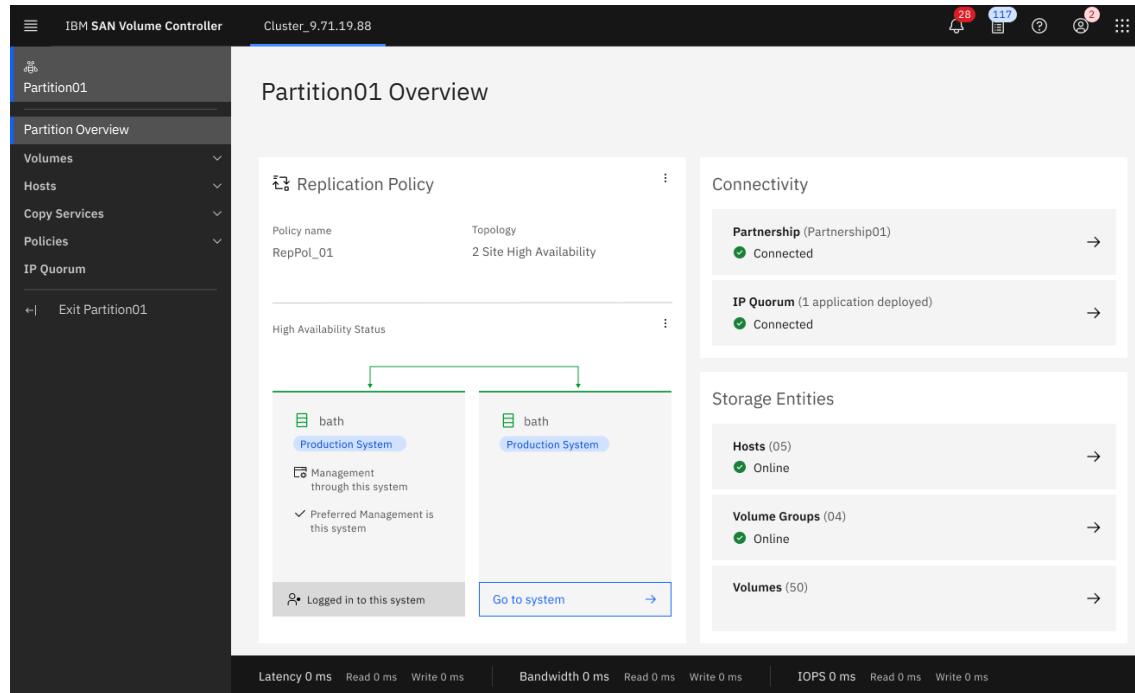 IBM SAN Volume Controller
Cluster_9.71.19.88
28
117
2
Partition01
Partition Overview
Volumes
Hosts
Copy Services
Policies
IP Quorum
Exit Partition01
Partition01 Overview
Replication Policy
Policy name
Topology
RepPol_01
2 Site High Availability
High Availability Status
bath
Production System
Management
through this system
Preferred Management is
this system
Logged in to this system
bath
Production System
Go to system
Connectivity
Partnership (Partnership01)
Connected
IP Quorum (1 application deployed)
Connected
Storage Entities
Hosts (05)
Online
Volume Groups (04)
Online
Volumes (50)
Latency 0 ms Read 0 ms Write 0 ms Bandwidth 0 ms Read 0 ms Write 0 ms IOPS 0 ms Read 0 ms Write 0 ms